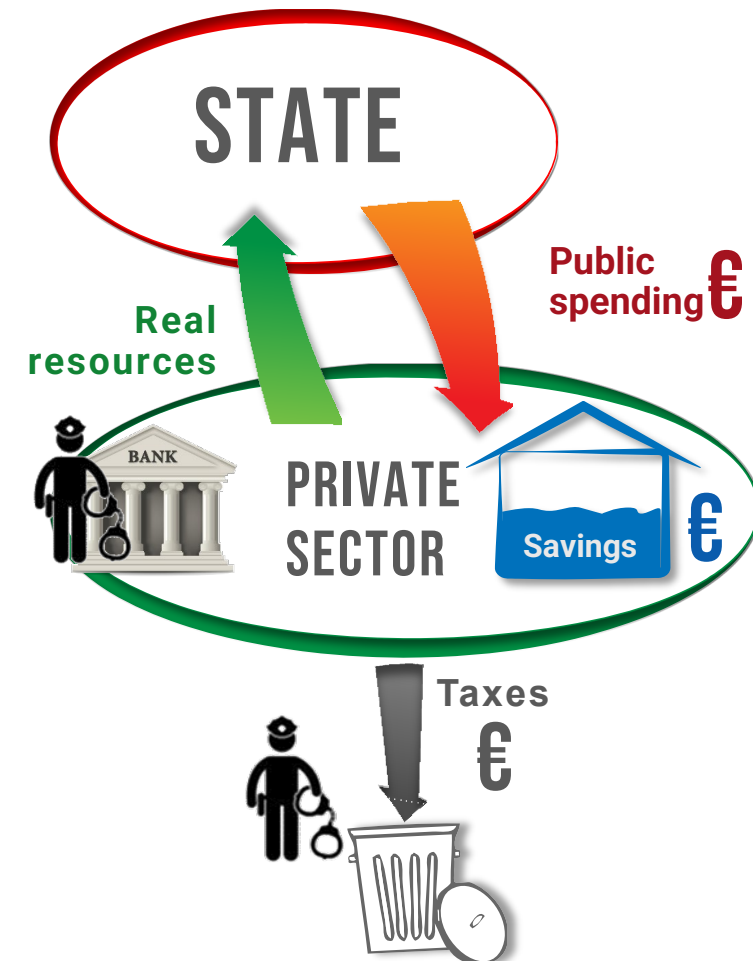 STATE
Public
spending €
Real
resources
BANK
PRIVATE
SECTOR
Savings
€
Taxes
€